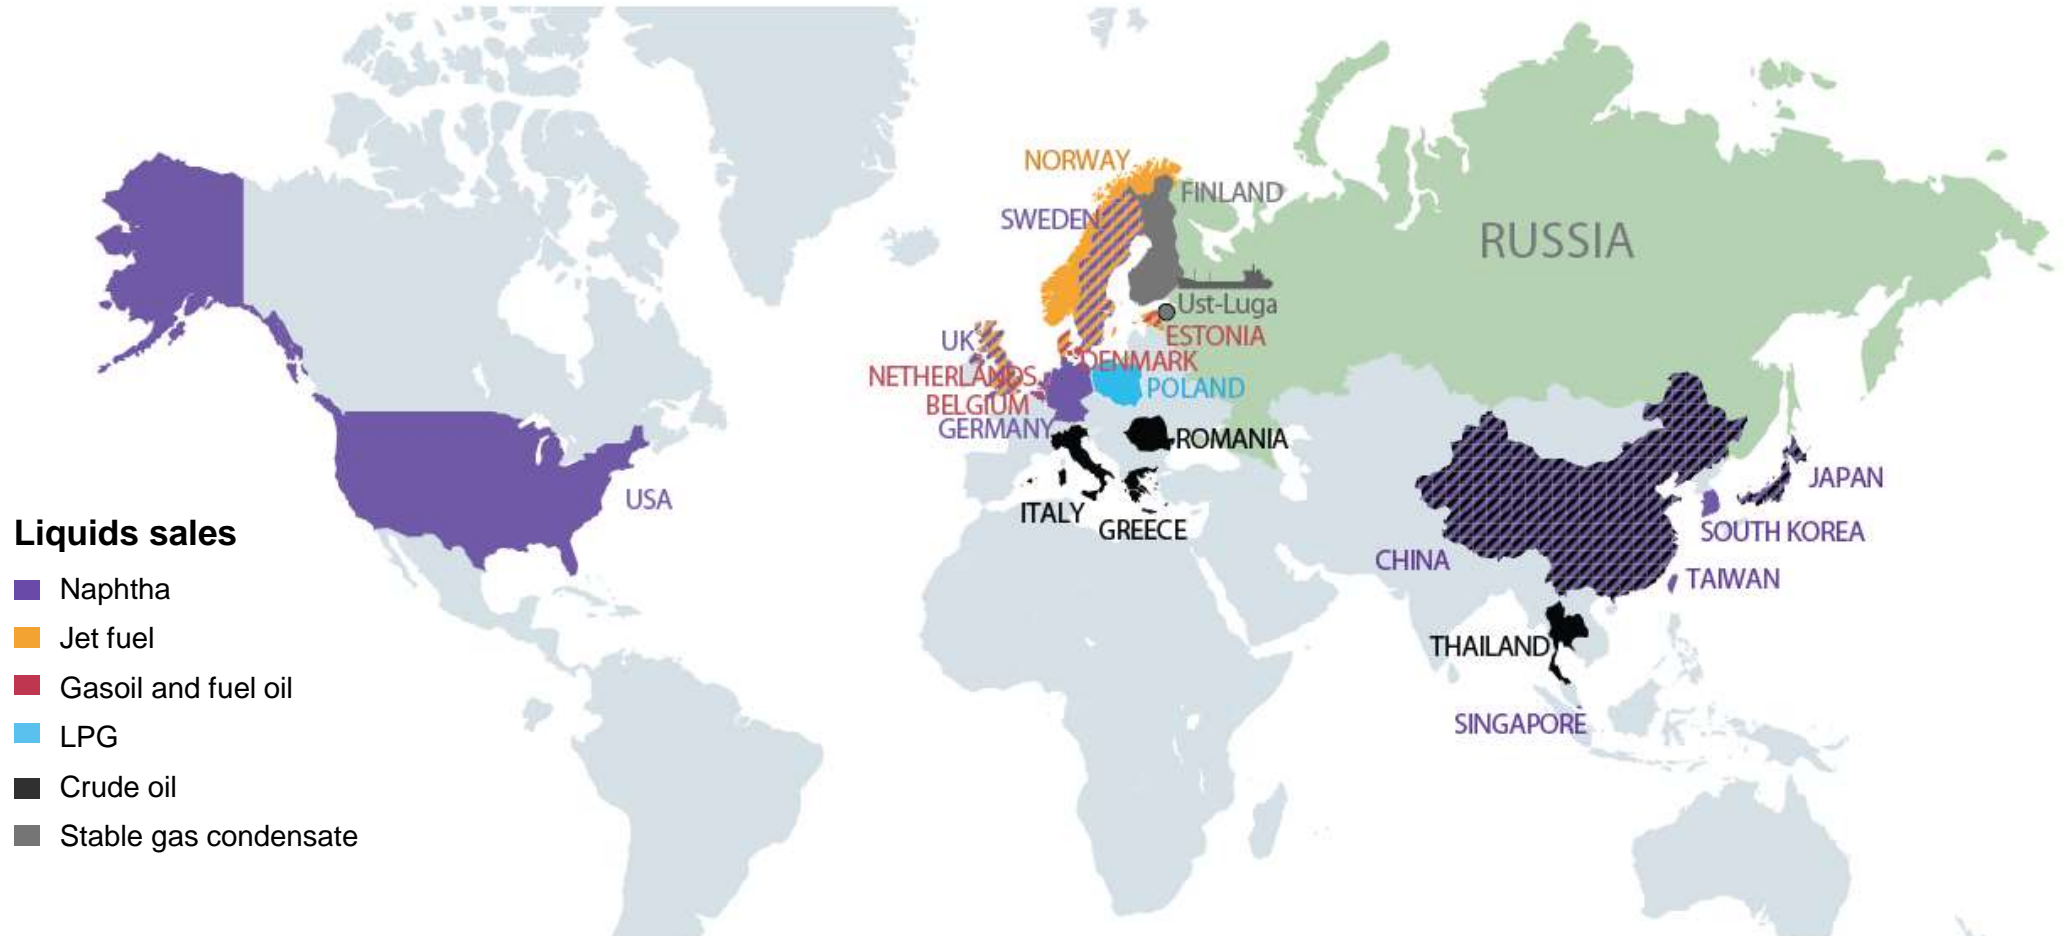 NORWAY
FINLAND
SWEDEN
RUSSIA
Ust-Luga
UK
ESTONIA
DENMARK
NETHERLANDS
POLAND
BELGIUM
GERMANY
ROMANIA
JAPAN
USA
ITALY
GREECE
SOUTH KOREA
CHINA
TAIWAN
THAILAND
SINGAPORE
Liquids sales
Naphtha
Jet fuel
Gasoil and fuel oil
LPG
Crude oil
Stable gas condensate